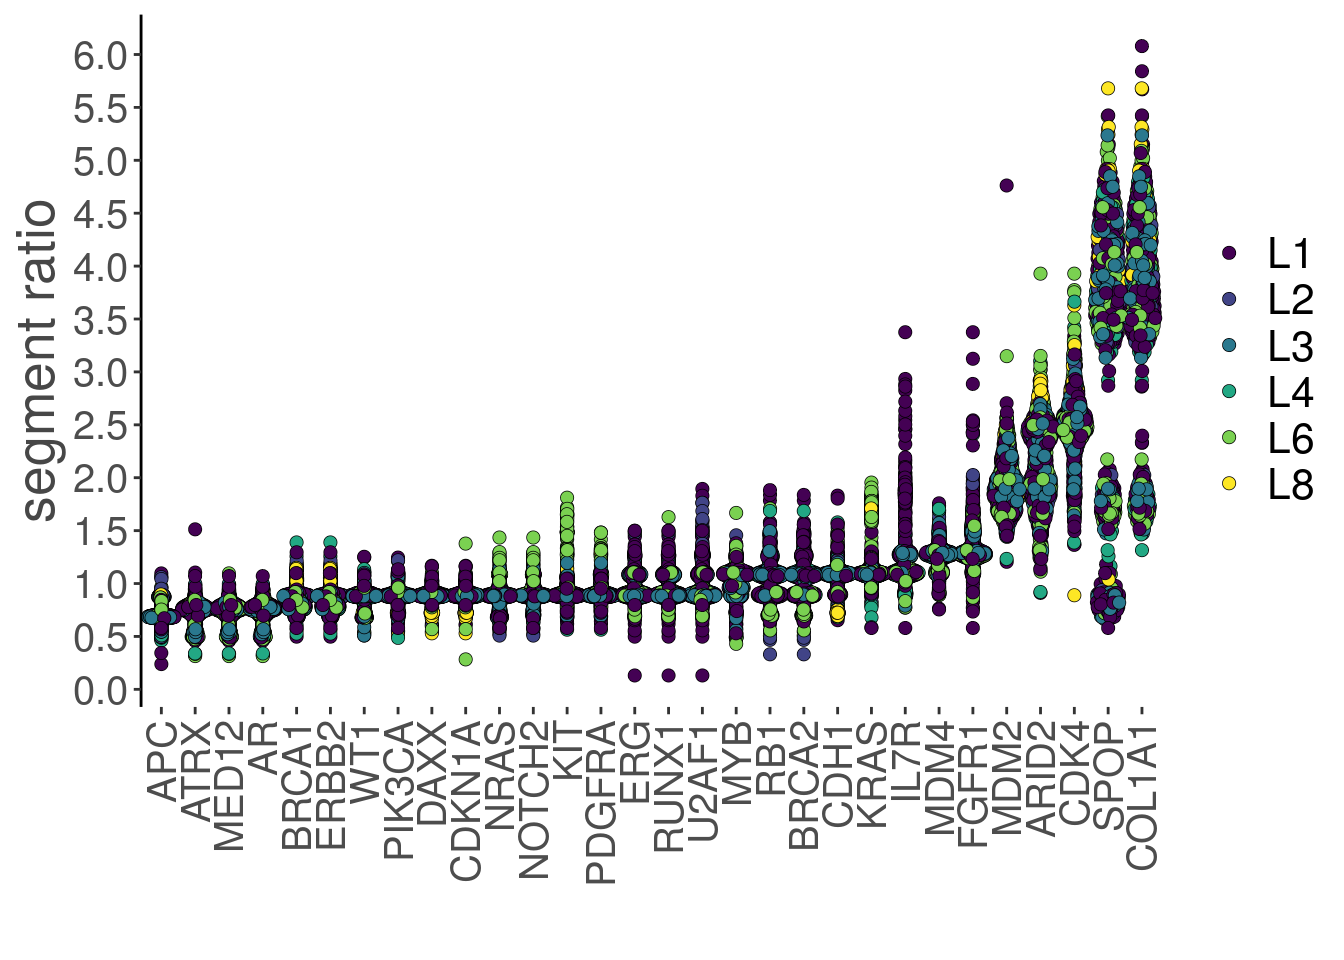 segment ratio
6.0
5.5
5.0
4.5
4.0
3.5
3.0
2.5
2.0
1.5
1.0
0.5
0.0
APC
ATRX
MED12
AR
BRCA1
ERBB2
WT1
PIK3CA
DAXX
CDKN1A
NRAS
NOTCH2
KIT
PDGFRA
ERG
RUNX1
U2AF1
MYB
RB1
BRCA2
CDH1
KRAS
IL7R
MDM4
FGFR1
MDM2
ARID2
CDK4
SPOP
COL1A1
L1
L2
L3
L4
L6
L8